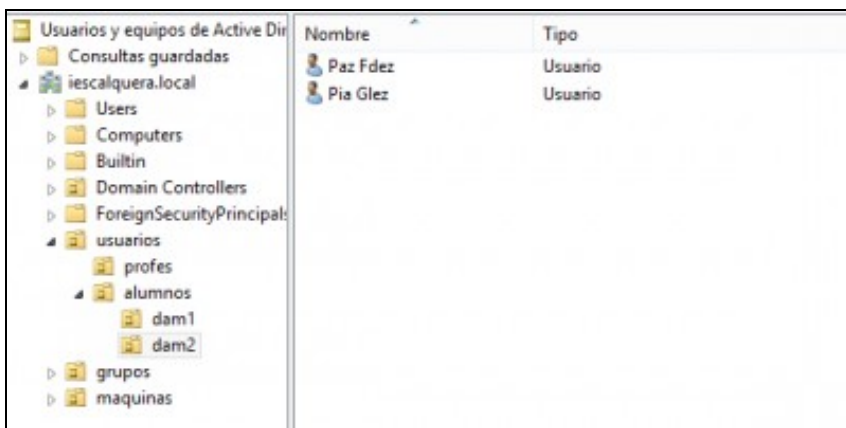 Usuarios y equipos de Active Dir
Consultas guardadas
iescalquera.local
Users
Computers
Builtin
Domain Controllers
ForeignSecurityPrincipals
usuarios
profes
alumnos
dam1
dam2
grupos
maquinas
Nombre Tipo
Paz Fdez Usuario
Pia Glez Usuario